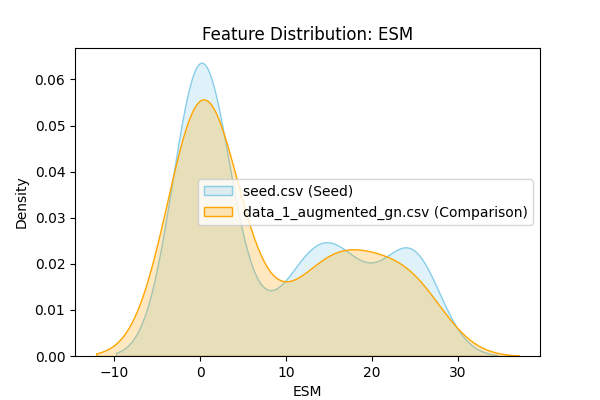 Feature Distribution: ESM
0.06
0.05
0.04
0.03
0.02
0.01
0.00
Density
seed.csv (Seed)
data_1_augmented_gn.csv (Comparison)
−10 0 10 20 30
ESM